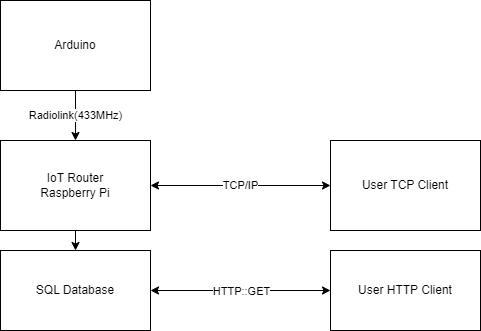 Arduino
Radiolink(433MHz)
IoT Router
Raspberry Pi
TCP/IP
User TCP Client
SQL Database
HTTP::GET
User HTTP Client